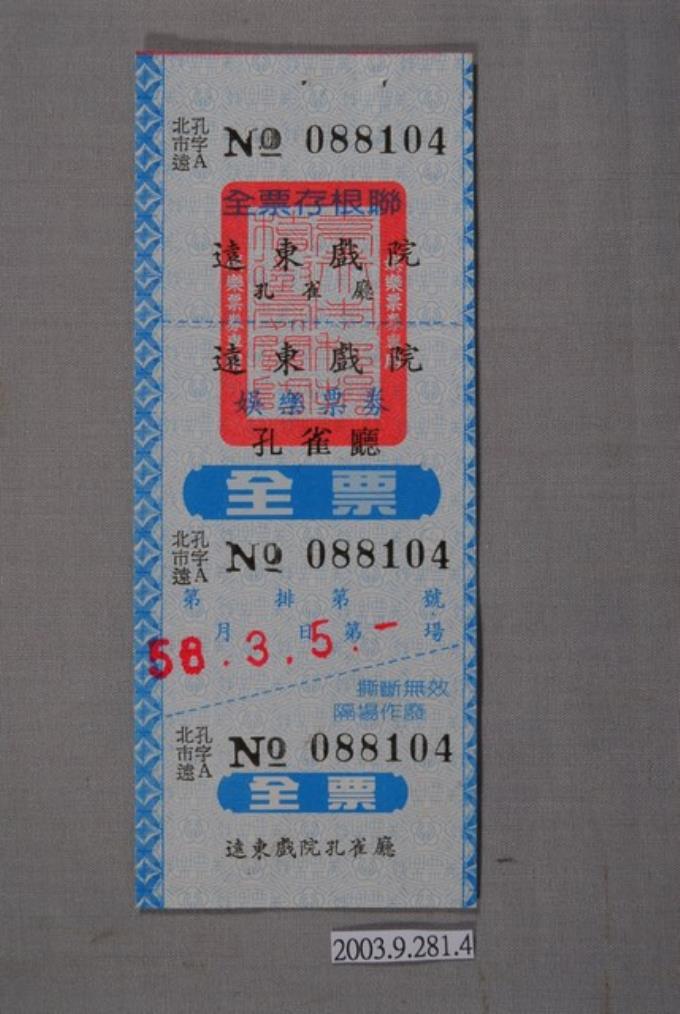 孔字A
北市遠
№ 088104
全票存根聯
遠東戲院
孔雀廳
遠東戲院
娛樂票券
孔雀廳
全票
孔字A
北市遠
№ 088104
第 排 第 號
月 日 第 場
58.3.5.-
撕斷無效
隔場作廢
孔字A
北市遠
№ 088104
全票
遠東戲院孔雀廳
2003.9.281.4